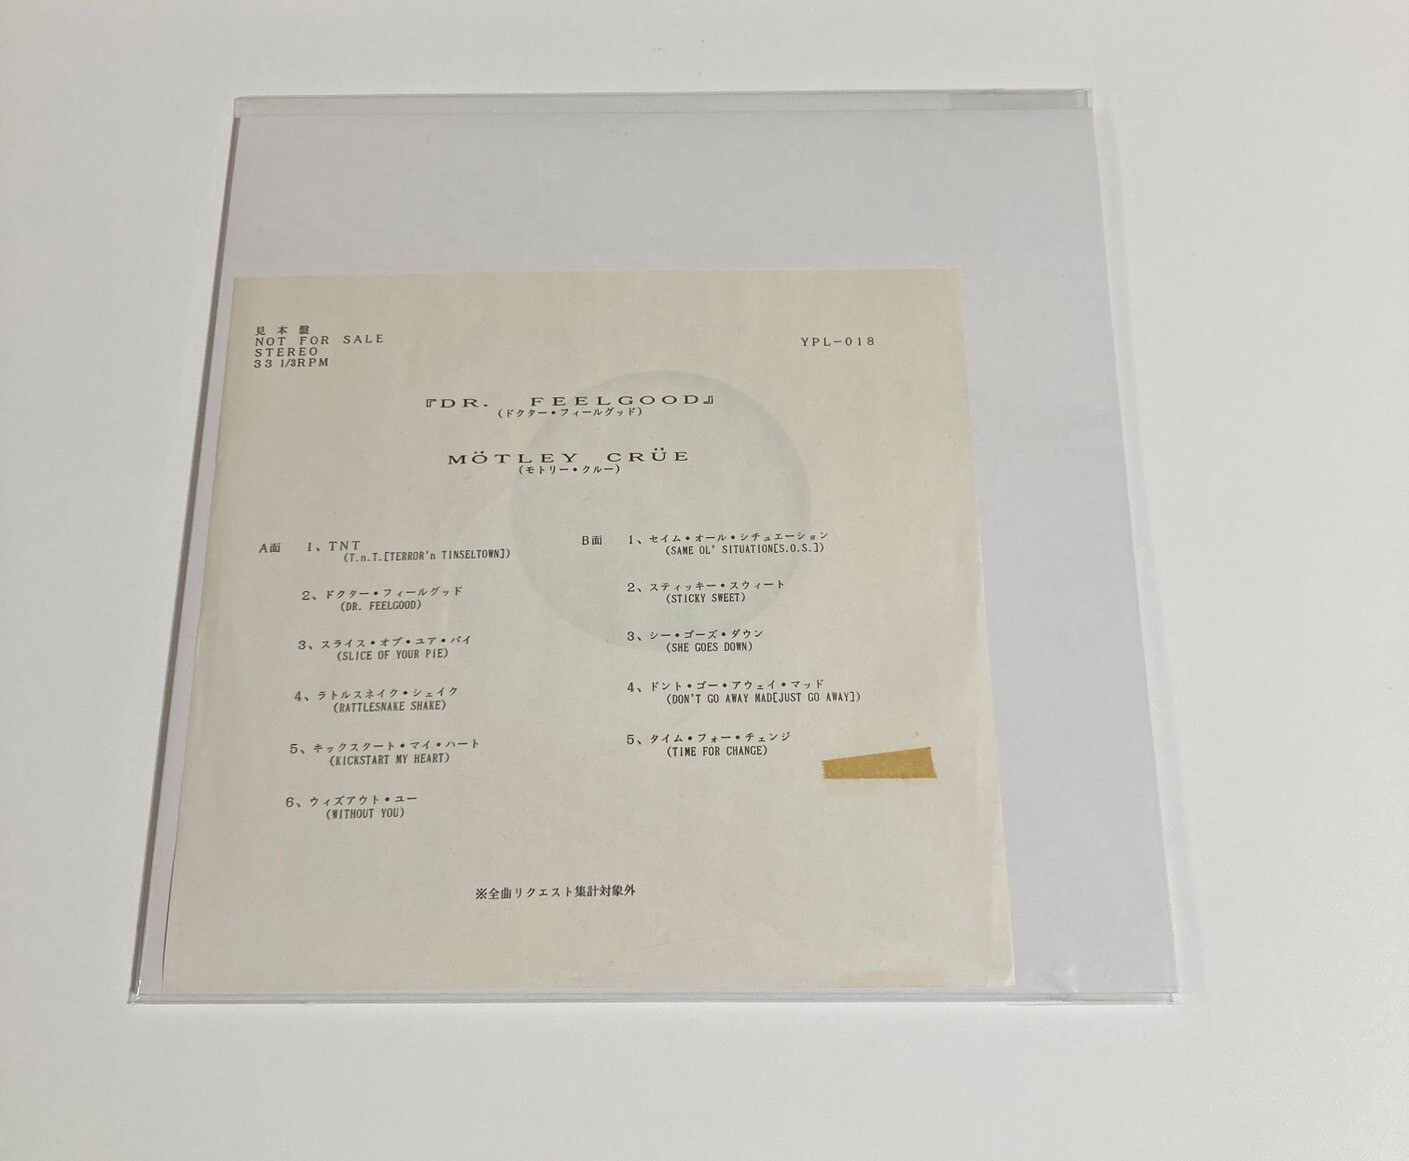 見本盤
NOT FOR SALE
STEREO
33 1/3RPM
YPL-018
『DR. FEELGOOD』
(ドクター・フィールグッド)
MÖTLEY CRÜE
(モトリー・クルー)
A面 1、TNT
(T.n.T.[TERROR'n TINSELTOWN])
2、ドクター・フィールグッド
(DR. FEELGOOD)
3、スライス・オブ・ユア・パイ
(SLICE OF YOUR PIE)
4、ラトルスネイク・シェイク
(RATTLESNAKE SHAKE)
5、キックスタート・マイ・ハート
(KICKSTART MY HEART)
6、ウィズアウト・ユー
(WITHOUT YOU)
B面 1、セイム・オール・シチュエーション
(SAME OL' SITUATION[S.O.S.])
2、スティッキー・スウィート
(STICKY SWEET)
3、シー・ゴーズ・ダウン
(SHE GOES DOWN)
4、ドント・ゴー・アウェイ・マッド
(DON'T GO AWAY MAD[JUST GO AWAY])
5、タイム・フォー・チェンジ
(TIME FOR CHANGE)
※全曲リクエスト集計対象外